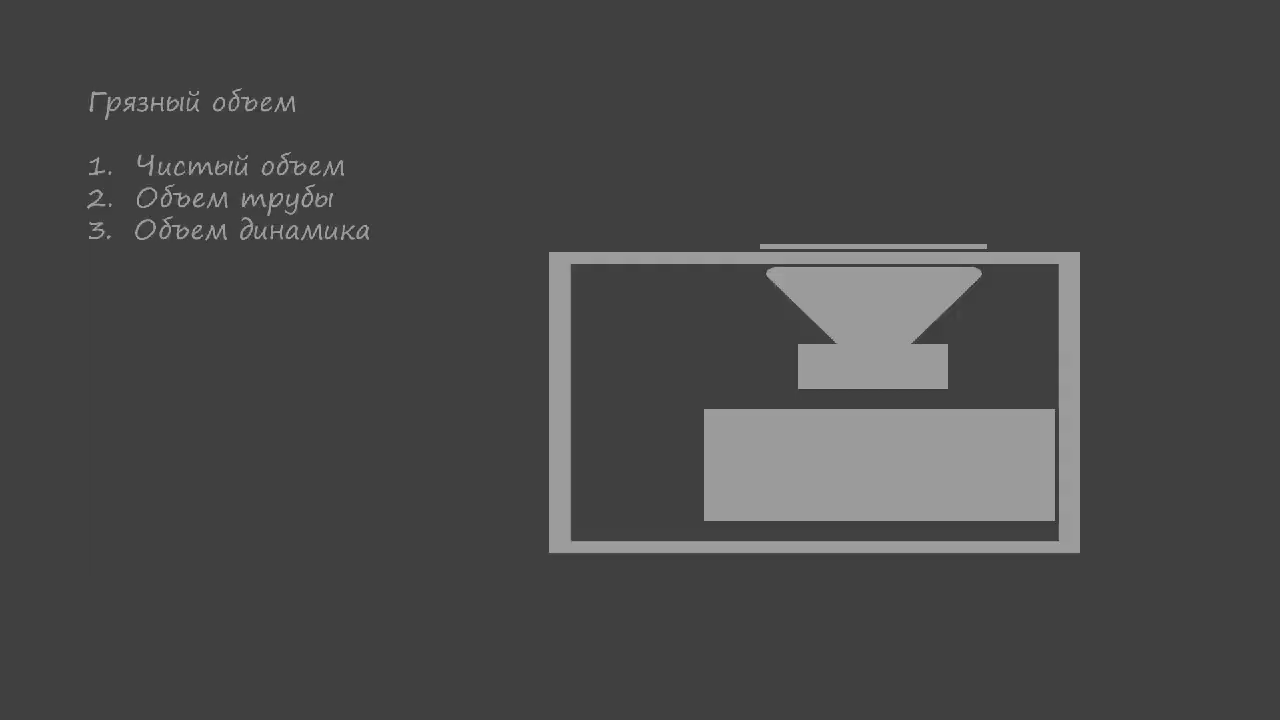 Грязный объем
1. Чистый объем
2. Объем трубы
3. Объем динамика